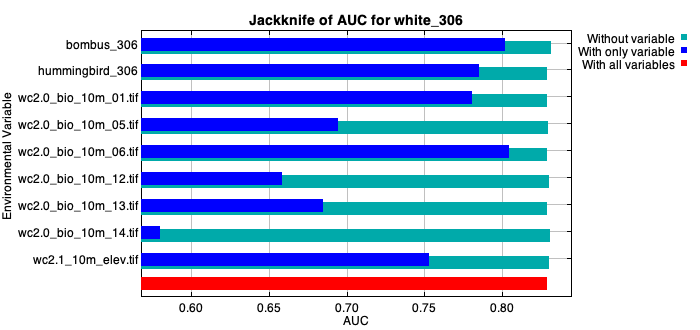 Jackknife of AUC for white_306
Without variable
With only variable
With all variables
Environmental Variable
bombus_306
hummingbird_306
wc2.0_bio_10m_01.tif
wc2.0_bio_10m_05.tif
wc2.0_bio_10m_06.tif
wc2.0_bio_10m_12.tif
wc2.0_bio_10m_13.tif
wc2.0_bio_10m_14.tif
wc2.1_10m_elev.tif
0.60 0.65 0.70 0.75 0.80
AUC